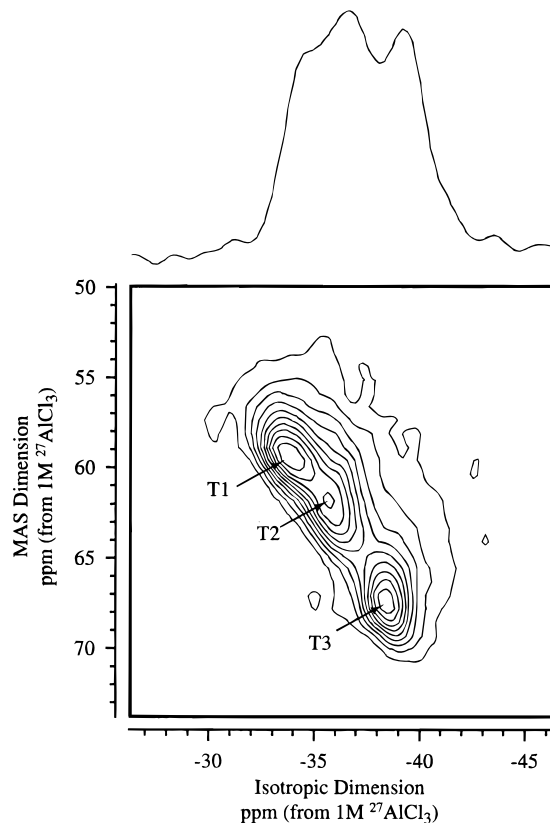 50
55
60
65
70
MAS Dimension
ppm (from 1M ²⁷AlCl₃)
T1
T2
T3
-30
-35
-40
-45
Isotropic Dimension
ppm (from 1M ²⁷AlCl₃)